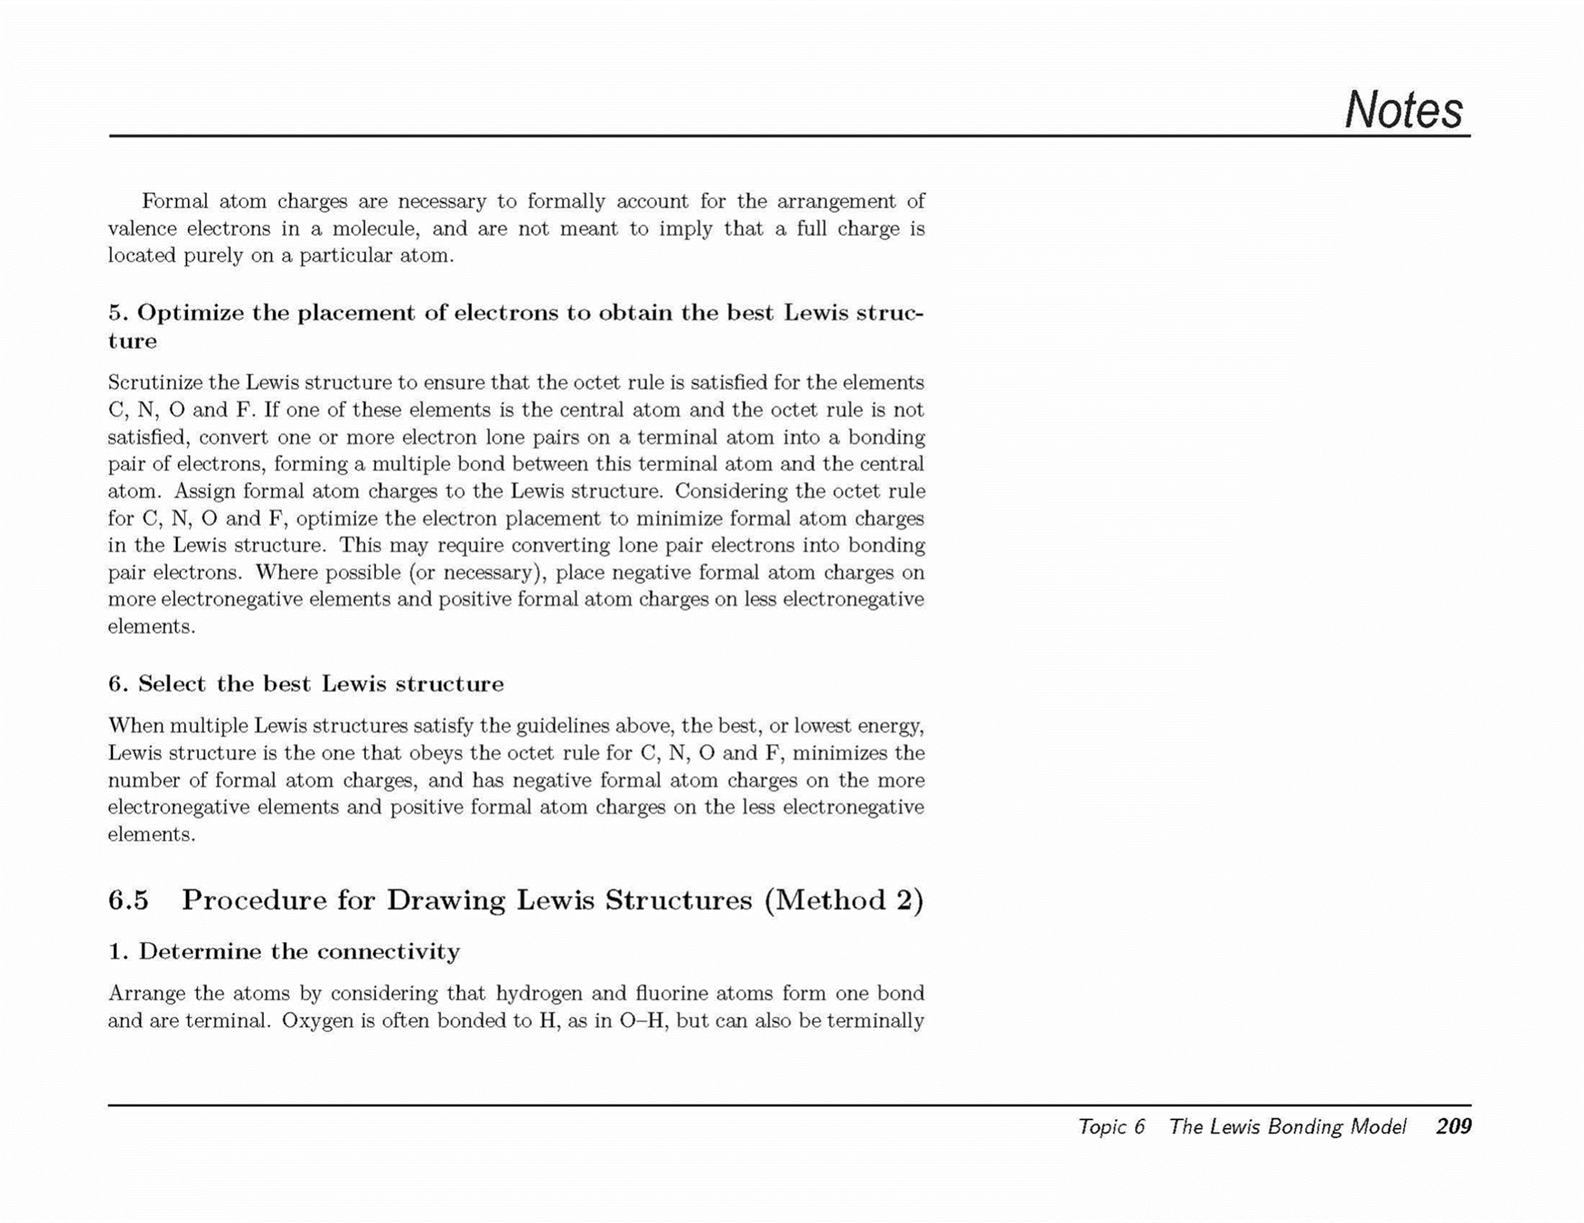 Notes
Formal atom charges are necessary to formally account for the arrangement of
valence electrons in a molecule, and are not meant to imply that a full charge is
located purely on a particular atom.
5. Optimize the placement of electrons to obtain the best Lewis struc-
ture
Scrutinize the Lewis structure to ensure that the octet rule is satisfied for the elements
C, N, O and F. If one of these elements is the central atom and the octet rule is not
satisfied, convert one or more electron lone pairs on a terminal atom into a bonding
pair of electrons, forming a multiple bond between this terminal atom and the central
atom. Assign formal atom charges to the Lewis structure. Considering the octet rule
for C, N, O and F, optimize the electron placement to minimize formal atom charges
in the Lewis structure. This may require converting lone pair electrons into bonding
pair electrons. Where possible (or necessary), place negative formal atom charges on
more electronegative elements and positive formal atom charges on less electronegative
elements.
6. Select the best Lewis structure
When multiple Lewis structures satisfy the guidelines above, the best, or lowest energy,
Lewis structure is the one that obeys the octet rule for C, N, O and F, minimizes the
number of formal atom charges, and has negative formal atom charges on the more
electronegative elements and positive formal atom charges on the less electronegative
elements.
6.5 Procedure for Drawing Lewis Structures (Method 2)
1. Determine the connectivity
Arrange the atoms by considering that hydrogen and fluorine atoms form one bond
and are terminal. Oxygen is often bonded to H, as in O–H, but can also be terminally
Topic 6 The Lewis Bonding Model 209